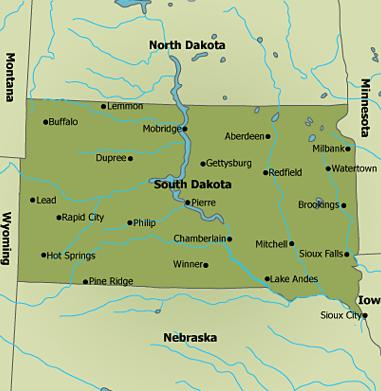 North Dakota
Montana
Minnesota
Lemmon
Buffalo
Mobridge
Aberdeen
Milbank
Dupree
Gettysburg
Redfield
Watertown
South Dakota
Lead
Pierre
Brookings
Rapid City
Philip
Wyoming
Chamberlain
Mitchell
Hot Springs
Winner
Sioux Falls
Pine Ridge
Lake Andes
Iow
Sioux City
Nebraska